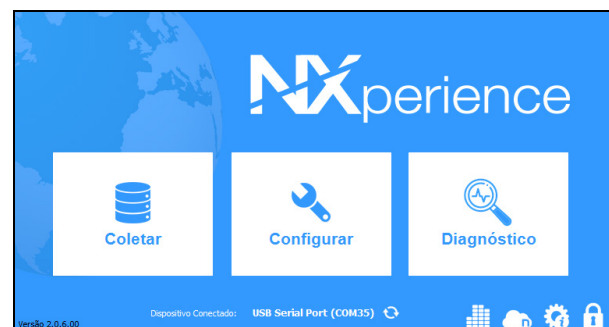 NXperience
Coletar
Configurar
Diagnóstico
Dispositivo Conectado: USB Serial Port (COM35)
Versão 2.0.6.00